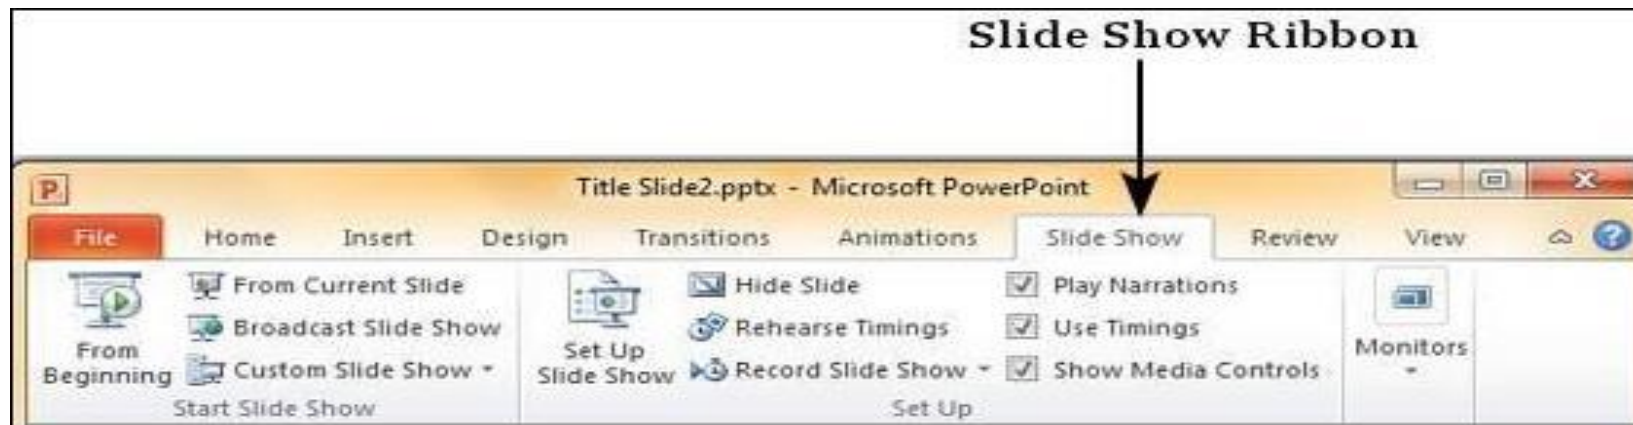 Slide Show Ribbon
P
Title Slide2.pptx - Microsoft PowerPoint
File Home Insert Design Transitions Animations Slide Show Review View ?
From Beginning
From Current Slide
Broadcast Slide Show
Custom Slide Show
Start Slide Show
Set Up
Slide Show
Hide Slide
Rehearse Timings
Record Slide Show
Play Narrations
Use Timings
Show Media Controls
Set Up
Monitors